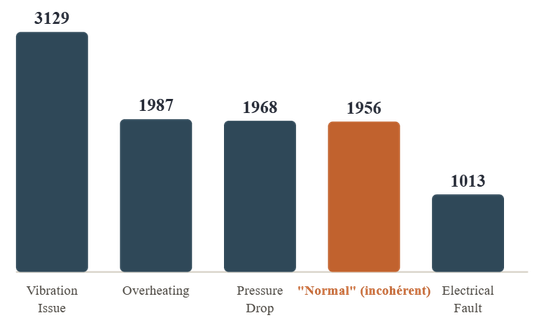 3129
1987
1968
1956
1013
Vibration
Issue
Overheating
Pressure
Drop
"Normal" (incohérent)
Electrical
Fault